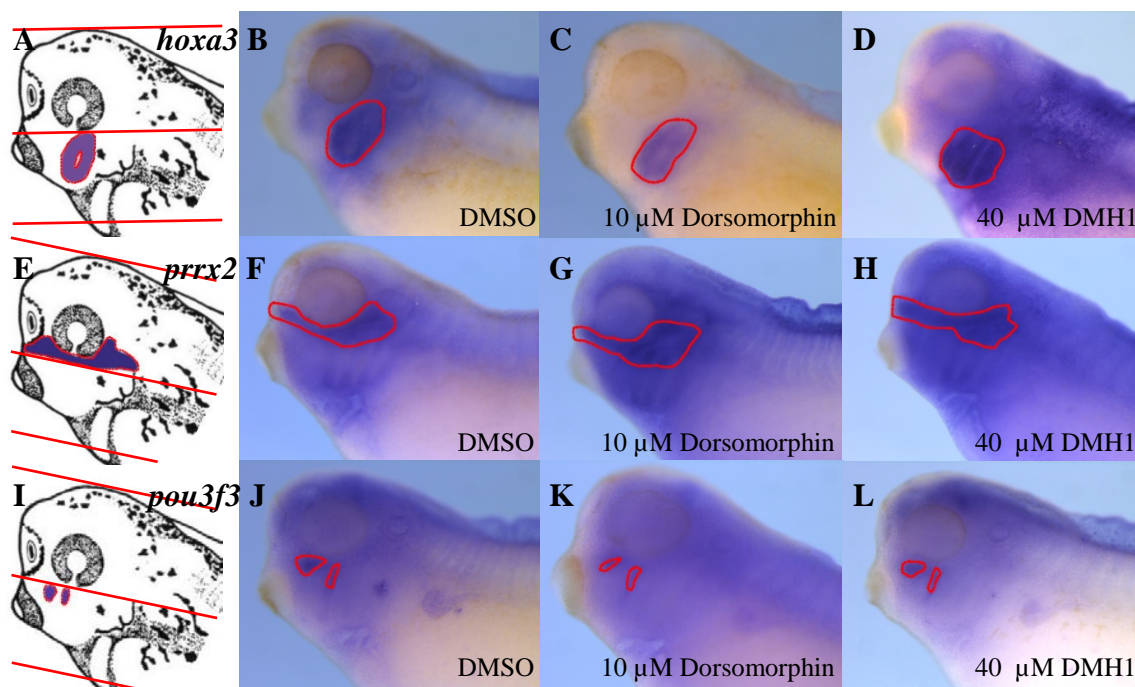 A hoxa3 B C D
DMSO 10 µM Dorsomorphin 40 µM DMH1
E prrx2 F G H
DMSO 10 µM Dorsomorphin 40 µM DMH1
I pou3f3 J K L
DMSO 10 µM Dorsomorphin 40 µM DMH1